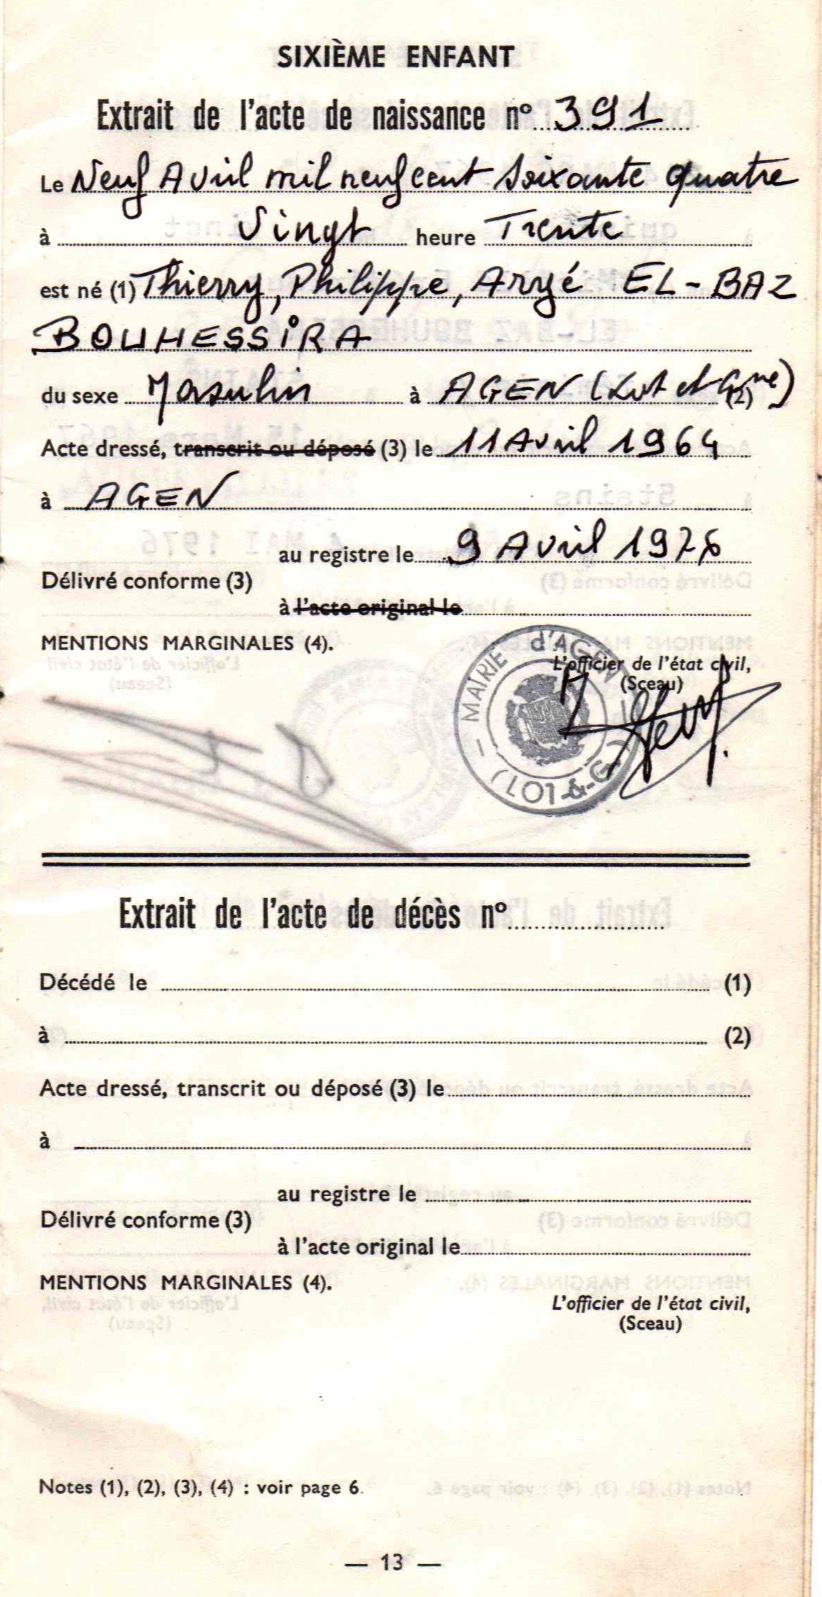 SIXIÈME ENFANT
Extrait de l'acte de naissance n° 391
Le Neuf Avril mil neuf cent soixante quatre
à Vingt heure Trente
est né (1) Thierry, Philippe, Aryé EL-BAZ
BOUHESSIRA
du sexe Masculin à AGEN (Lot et Gne) (2)
Acte dressé, transcrit ou déposé (3) le 11 Avril 1964
à AGEN
au registre le 9 Avril 1976
Délivré conforme (3)
à l'acte original le
MENTIONS MARGINALES (4).
L'officier de l'état civil,
(Sceau)
MAIRIE d'AGEN (LOT-&-G.)
Extrait de l'acte de décès n°
Décédé le (1)
à (2)
Acte dressé, transcrit ou déposé (3) le
à
au registre le
Délivré conforme (3)
à l'acte original le
MENTIONS MARGINALES (4).
L'officier de l'état civil,
(Sceau)
Notes (1), (2), (3), (4) : voir page 6.
— 13 —